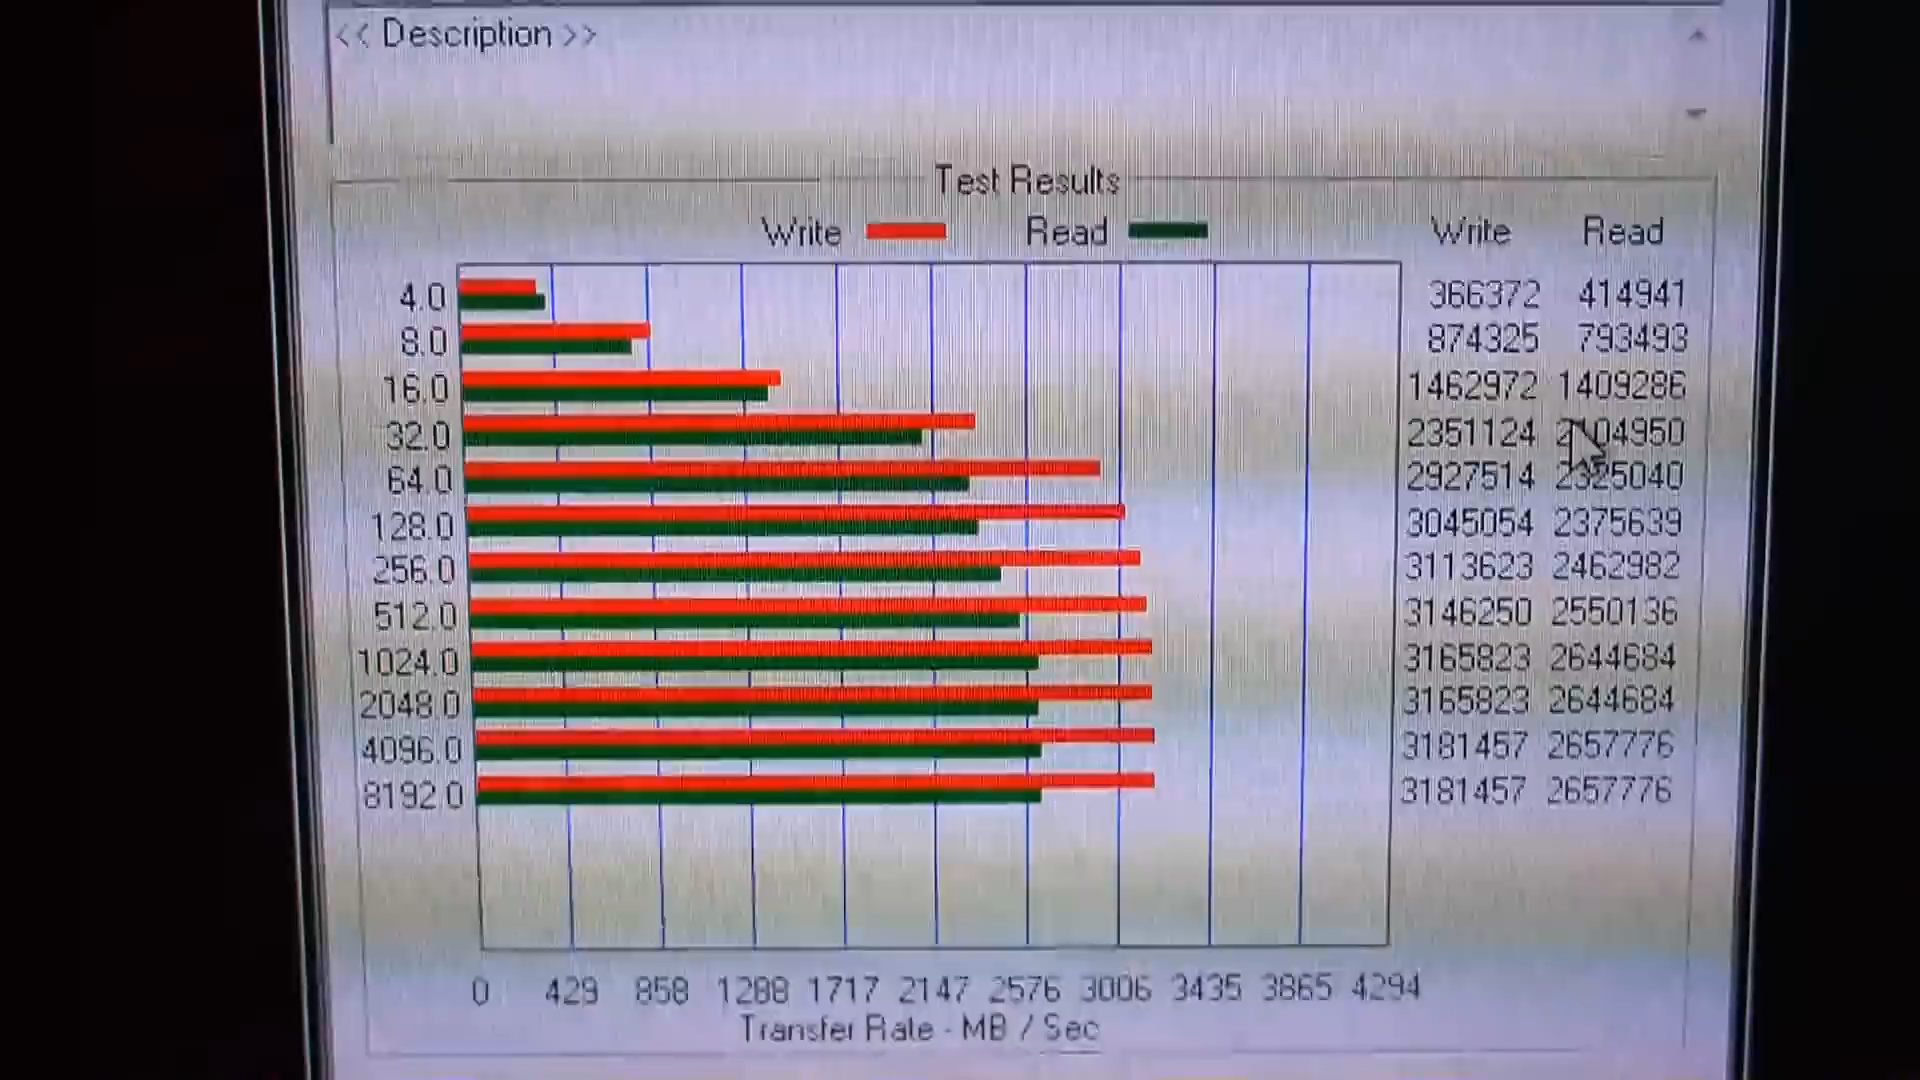 << Description >>
Test Results
Write Read Write Read
4.0 366372 414941
8.0 874325 793493
16.0 1462972 1409286
32.0 2351124 2104950
64.0 2927514 2325040
128.0 3045054 2375639
256.0 3113623 2462982
512.0 3146250 2550136
1024.0 3165823 2644684
2048.0 3165823 2644684
4096.0 3181457 2657776
8192.0 3181457 2657776
0 429 858 1288 1717 2147 2576 3006 3435 3865 4294
Transfer Rate - MB / Sec